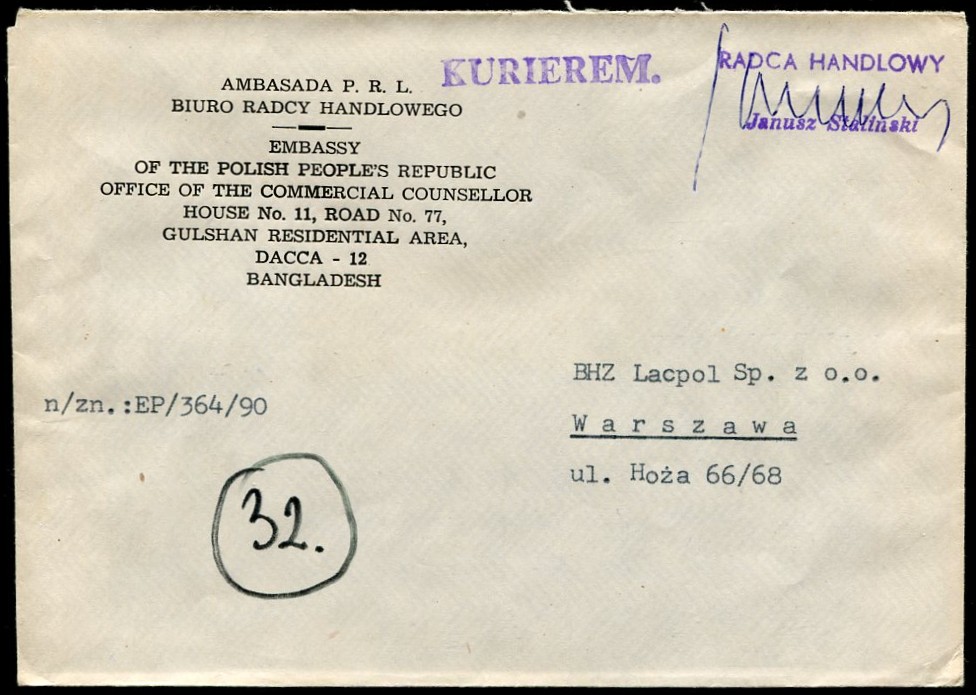 AMBASADA P. R. L.
BIURO RADCY HANDLOWEGO
EMBASSY
OF THE POLISH PEOPLE'S REPUBLIC
OFFICE OF THE COMMERCIAL COUNSELLOR
HOUSE No. 11, ROAD No. 77,
GULSHAN RESIDENTIAL AREA,
DACCA - 12
BANGLADESH
KURIEREM.
RADCA HANDLOWY
Janusz Staliński
n/zn.:EP/364/90
BHZ Lacpol Sp. z o.o.
W a r s z a w a
ul. Hoża 66/68
32.